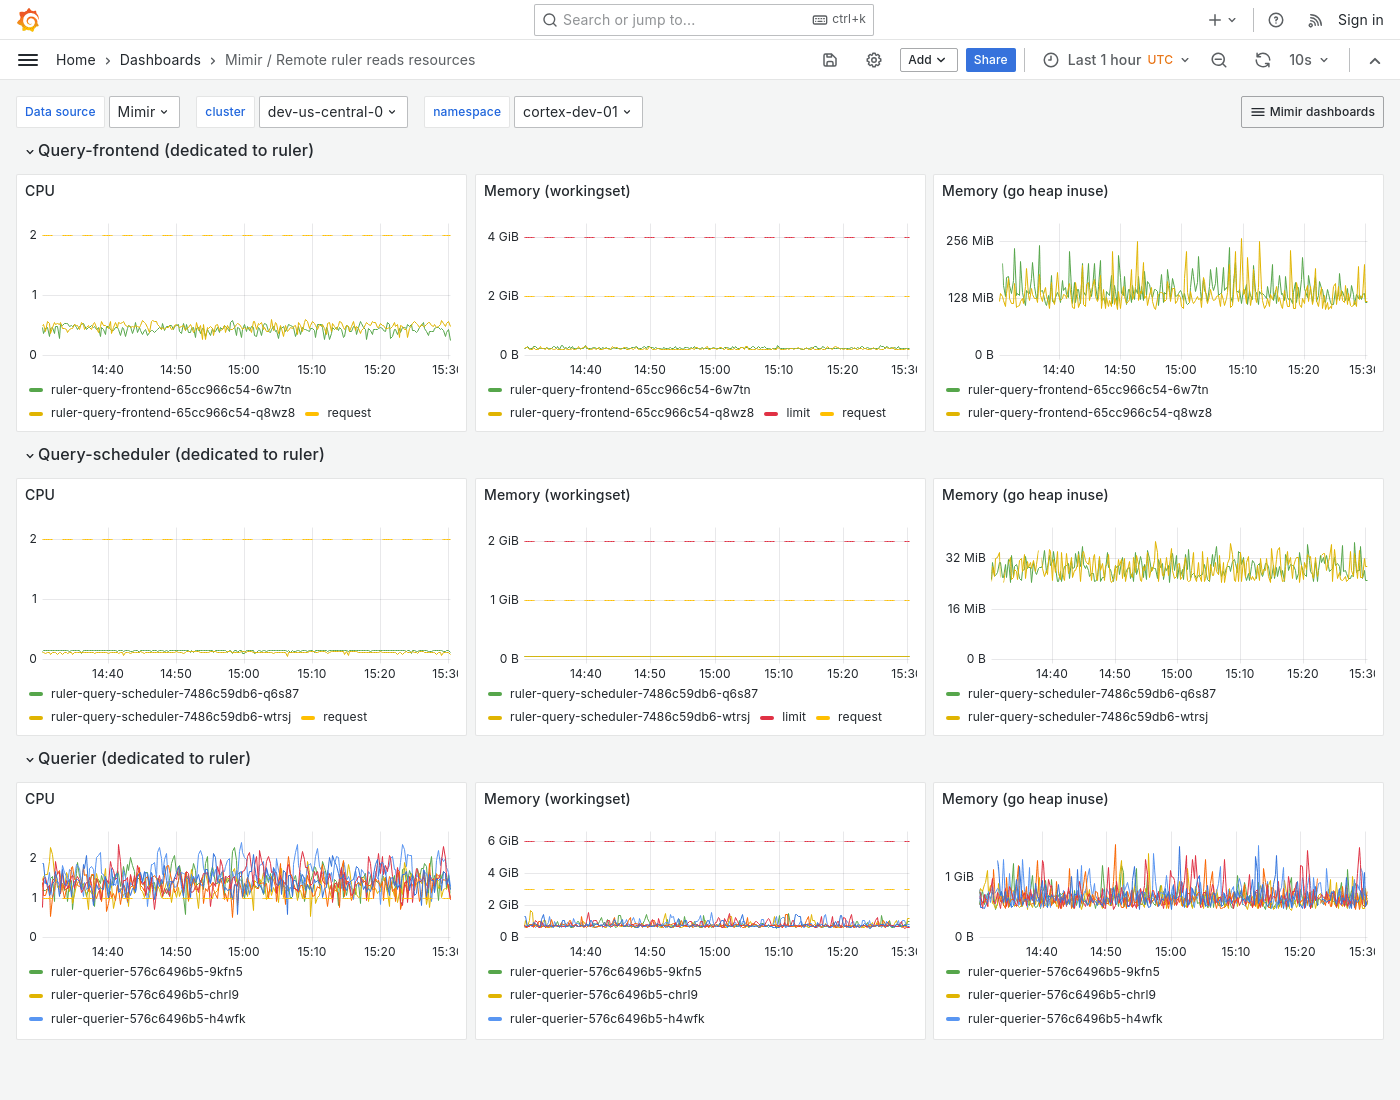 Search or jump to... ctrl+k Sign in
Home Dashboards Mimir / Remote ruler reads resources Add Share Last 1 hour UTC 10s
Data source Mimir cluster dev-us-central-0 namespace cortex-dev-01 Mimir dashboards
Query-frontend (dedicated to ruler)
CPU
2
1
0
14:40 14:50 15:00 15:10 15:20 15:30
ruler-query-frontend-65cc966c54-6w7tn
ruler-query-frontend-65cc966c54-q8wz8 request
Memory (workingset)
4 GiB
2 GiB
0 B
14:40 14:50 15:00 15:10 15:20 15:30
ruler-query-frontend-65cc966c54-6w7tn
ruler-query-frontend-65cc966c54-q8wz8 limit request
Memory (go heap inuse)
256 MiB
128 MiB
0 B
14:40 14:50 15:00 15:10 15:20 15:30
ruler-query-frontend-65cc966c54-6w7tn
ruler-query-frontend-65cc966c54-q8wz8
Query-scheduler (dedicated to ruler)
CPU
2
1
0
14:40 14:50 15:00 15:10 15:20 15:30
ruler-query-scheduler-7486c59db6-q6s87
ruler-query-scheduler-7486c59db6-wtrsj request
Memory (workingset)
2 GiB
1 GiB
0 B
14:40 14:50 15:00 15:10 15:20 15:30
ruler-query-scheduler-7486c59db6-q6s87
ruler-query-scheduler-7486c59db6-wtrsj limit request
Memory (go heap inuse)
32 MiB
16 MiB
0 B
14:40 14:50 15:00 15:10 15:20 15:30
ruler-query-scheduler-7486c59db6-q6s87
ruler-query-scheduler-7486c59db6-wtrsj
Querier (dedicated to ruler)
CPU
2
1
0
14:40 14:50 15:00 15:10 15:20 15:30
ruler-querier-576c6496b5-9kfn5
ruler-querier-576c6496b5-chrl9
ruler-querier-576c6496b5-h4wfk
Memory (workingset)
6 GiB
4 GiB
2 GiB
0 B
14:40 14:50 15:00 15:10 15:20 15:30
ruler-querier-576c6496b5-9kfn5
ruler-querier-576c6496b5-chrl9
ruler-querier-576c6496b5-h4wfk
Memory (go heap inuse)
1 GiB
0 B
14:40 14:50 15:00 15:10 15:20 15:30
ruler-querier-576c6496b5-9kfn5
ruler-querier-576c6496b5-chrl9
ruler-querier-576c6496b5-h4wfk